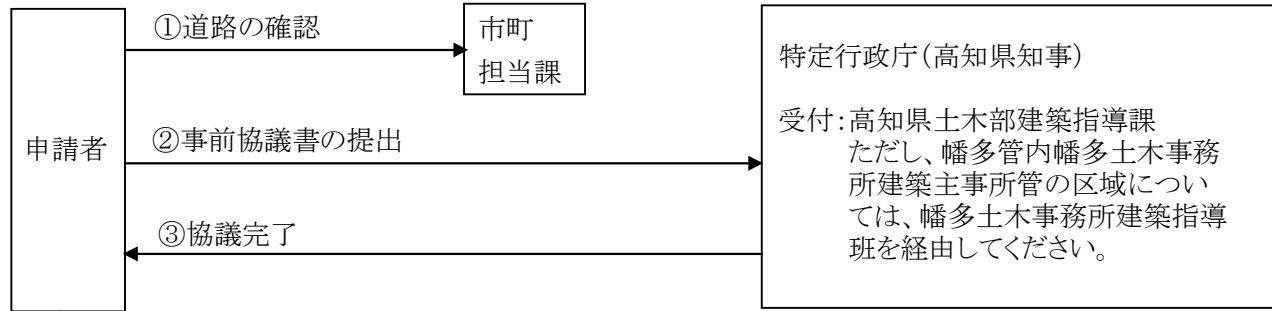 ①道路の確認
市町
担当課
申請者
②事前協議書の提出
③協議完了
特定行政庁(高知県知事)
受付:高知県土木部建築指導課
ただし、幡多管内幡多土木事務
所建築主事所管の区域につい
ては、幡多土木事務所建築指導
班を経由してください。